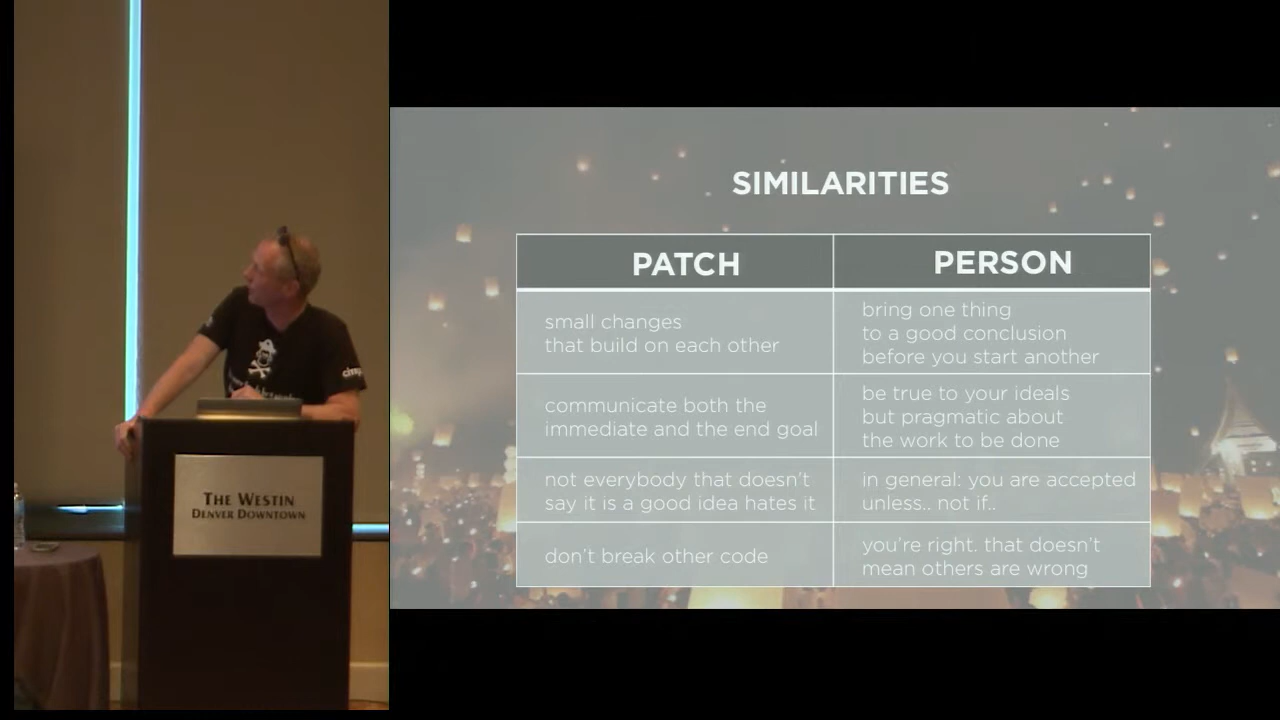 SIMILARITIES
PATCH
PERSON
small changes
that build on each other
bring one thing
to a good conclusion
before you start another
communicate both the
immediate and the end goal
be true to your ideals
but pragmatic about
the work to be done
not everybody that doesn't
say it is a good idea hates it
in general: you are accepted
unless.. not if..
don't break other code
you're right. that doesn't
mean others are wrong
THE WESTIN
DENVER DOWNTOWN